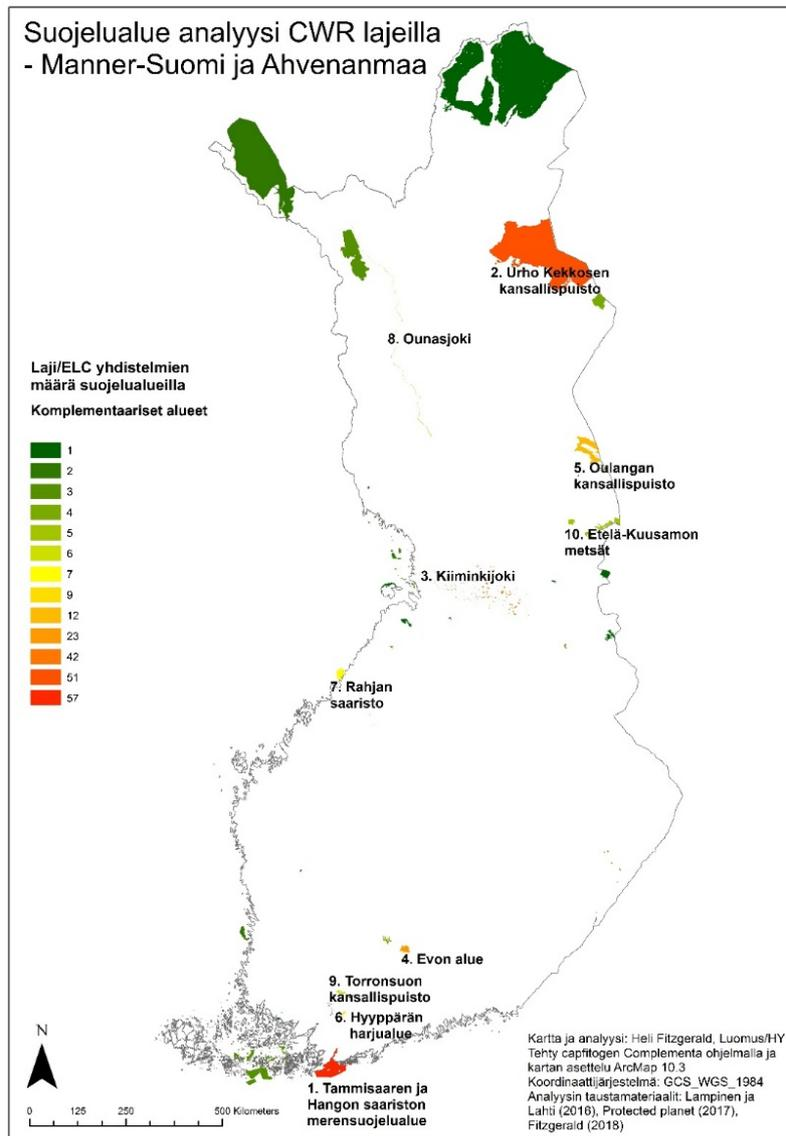 Suojelualue analyysi CWR lajeilla
- Manner-Suomi ja Ahvenanmaa
2. Urho Kekkosen
kansallispuisto
8. Ounasjoki
Laji/ELC yhdistelmien
määrä suojelualueilla
Komplementaariset alueet
1
2
3
4
5
6
7
9
12
23
42
51
57
5. Oulangan
kansallispuisto
10. Etelä-Kuusamon
metsät
3. Kiiminkijoki
7. Rahjan
saaristo
4. Evon alue
9. Torronsuon
kansallispuisto
6. Hyyppärän
harjualue
1. Tammisaaren ja
Hangon saariston
merensuojelualue
N
0 125 250 500 Kilometers
Kartta ja analyysi: Heli Fitzgerald, Luomus/HY
Tehty capfitogen Complementa ohjelmalla ja
kartan asettelu ArcMap 10.3
Koordinaattijärjestelmä: GCS_WGS_1984
Analyysin taustamateriaalit: Lampinen ja
Lahti (2016), Protected planet (2017),
Fitzgerald (2018)